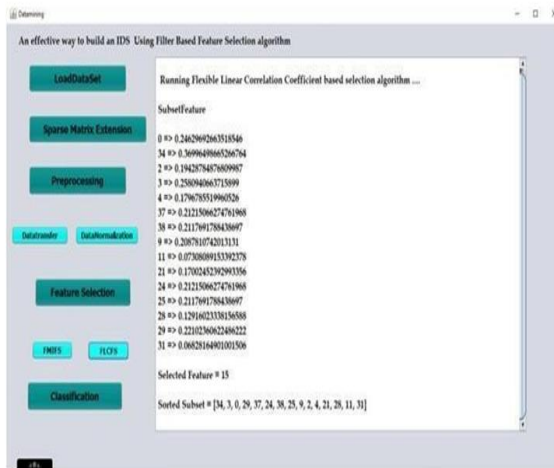 Datamining
An effective way to build an IDS Using Filter Based Feature Selection algorithm
LoadDataSet
Sparse Matrix Extension
Preprocessing
Datatransfer DataNormalization
Feature Selection
FMIFS FLCFS
Classification
Running Flexible Linear Correlation Coefficient based selection algorithm ....
SubsetFeature
0 => 0.24629692663518546
34 => 0.36996498665266764
2 => 0.19428784876809987
3 => 0.2580940663715899
4 => 0.1796785519960526
37 => 0.21215066274761968
38 => 0.2117691788438697
9 => 0.2087810742013131
11 => 0.07308089153392378
21 => 0.17002452392993356
24 => 0.21215066274761968
25 => 0.2117691788438697
28 => 0.12916023338156588
29 => 0.22102360622486222
31 => 0.06828164901001506
Selected Feature = 15
Sorted Subset = [34, 3, 0, 29, 37, 24, 38, 25, 9, 2, 4, 21, 28, 11, 31]